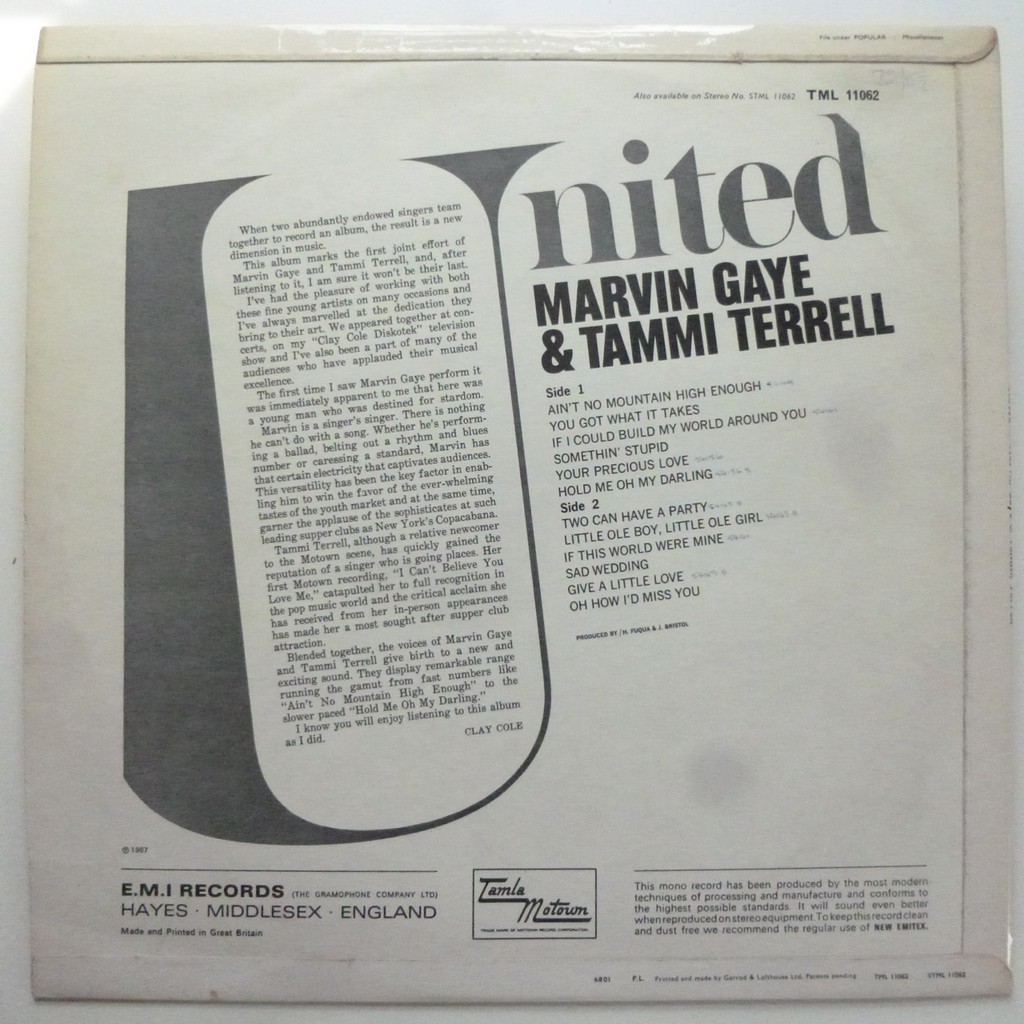 File under POPULAR : Miscellaneous
Also available on Stereo No. STML 11062 TML 11062
United
MARVIN GAYE
& TAMMI TERRELL
When two abundantly endowed singers team
together to record an album, the result is a new
dimension in music.
This album marks the first joint effort of
Marvin Gaye and Tammi Terrell, and, after
listening to it, I am sure it won't be their last.
I've had the pleasure of working with both
these fine young artists on many occasions and
I've always marvelled at the dedication they
bring to their art. We appeared together at con-
certs, on my "Clay Cole Diskotek" television
show and I've also been a part of many of the
audiences who have applauded their musical
excellence.
The first time I saw Marvin Gaye perform it
was immediately apparent to me that here was
a young man who was destined for stardom.
Marvin is a singer's singer. There is nothing
he can't do with a song. Whether he's perform-
ing a ballad, belting out a rhythm and blues
number or caressing a standard, Marvin has
that certain electricity that captivates audiences.
This versatility has been the key factor in enab-
ling him to win the favor of the ever-whelming
tastes of the youth market and at the same time,
garner the applause of the sophisticates at such
leading supper clubs as New York's Copacabana.
Tammi Terrell, although a relative newcomer
to the Motown scene, has quickly gained the
reputation of a singer who is going places. Her
first Motown recording, "I Can't Believe You
Love Me," catapulted her to full recognition in
the pop music world and the critical acclaim she
has received from her in-person appearances
has made her a most sought after supper club
attraction.
Blended together, the voices of Marvin Gaye
and Tammi Terrell give birth to a new and
exciting sound. They display remarkable range
running the gamut from fast numbers like
"Ain't No Mountain High Enough" to the
slower paced "Hold Me Oh My Darling."
I know you will enjoy listening to this album
as I did.
CLAY COLE
Side 1
AIN'T NO MOUNTAIN HIGH ENOUGH
YOU GOT WHAT IT TAKES
IF I COULD BUILD MY WORLD AROUND YOU
SOMETHIN' STUPID
YOUR PRECIOUS LOVE
HOLD ME OH MY DARLING
Side 2
TWO CAN HAVE A PARTY
LITTLE OLE BOY, LITTLE OLE GIRL
IF THIS WORLD WERE MINE
SAD WEDDING
GIVE A LITTLE LOVE
OH HOW I'D MISS YOU
PRODUCED BY /H. FUQUA & J. BRISTOL
℗ 1967
E.M.I RECORDS (THE GRAMOPHONE COMPANY LTD)
HAYES · MIDDLESEX · ENGLAND
Made and Printed in Great Britain
Tamla
Motown
TRADE MARK OF MOTOWN RECORD CORPORATION
This mono record has been produced by the most modern
techniques of processing and manufacture and conforms to
the highest possible standards. It will sound even better
when reproduced on stereo equipment. To keep this record clean
and dust free we recommend the regular use of NEW EMITEX.
6801 P.L. Printed and made by Garrod & Lofthouse Ltd. Patents pending TML 11062 STML 11062